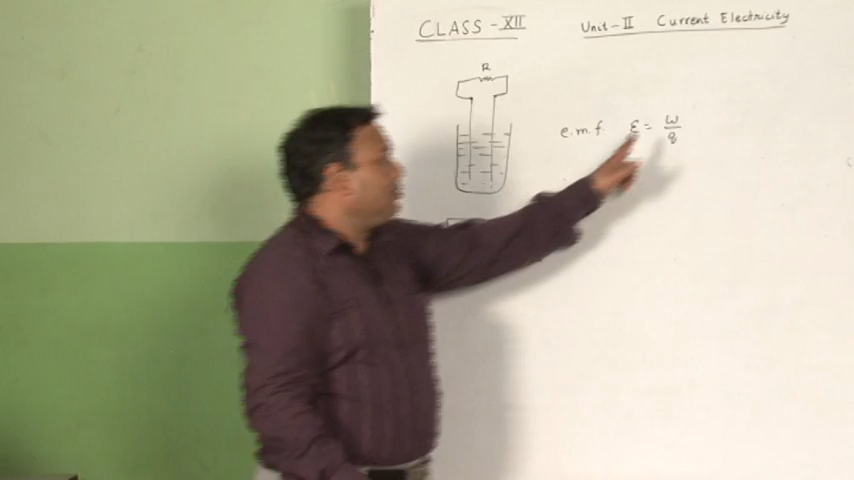 CLASS - XII
Unit - II Current Electricity
R
e.m.f. ε = W
q